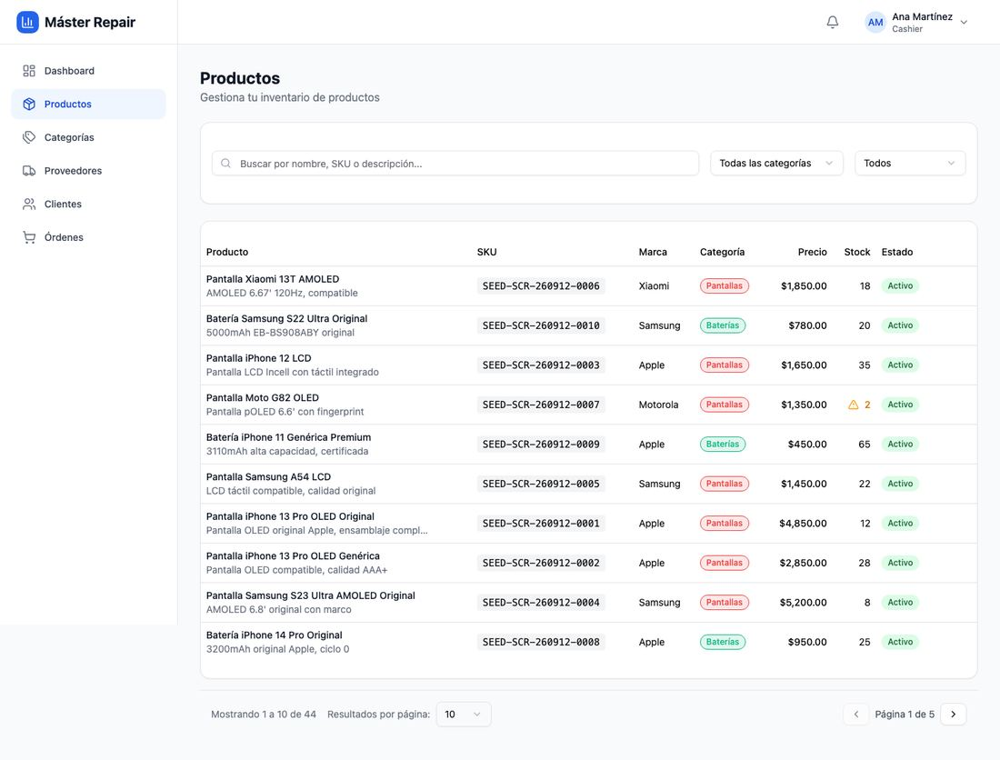 Máster Repair
AM
Ana Martínez
Cashier
Dashboard
Productos
Categorías
Proveedores
Clientes
Órdenes
Productos
Gestiona tu inventario de productos
Buscar por nombre, SKU o descripción...
Todas las categorías
Todos
Producto SKU Marca Categoría Precio Stock Estado
Pantalla Xiaomi 13T AMOLED
AMOLED 6.67' 120Hz, compatible
SEED-SCR-260912-0006 Xiaomi Pantallas $1,850.00 18 Activo
Batería Samsung S22 Ultra Original
5000mAh EB-BS908ABY original
SEED-SCR-260912-0010 Samsung Baterías $780.00 20 Activo
Pantalla iPhone 12 LCD
Pantalla LCD Incell con táctil integrado
SEED-SCR-260912-0003 Apple Pantallas $1,650.00 35 Activo
Pantalla Moto G82 OLED
Pantalla pOLED 6.6' con fingerprint
SEED-SCR-260912-0007 Motorola Pantallas $1,350.00 2 Activo
Batería iPhone 11 Genérica Premium
3110mAh alta capacidad, certificada
SEED-SCR-260912-0009 Apple Baterías $450.00 65 Activo
Pantalla Samsung A54 LCD
LCD táctil compatible, calidad original
SEED-SCR-260912-0005 Samsung Pantallas $1,450.00 22 Activo
Pantalla iPhone 13 Pro OLED Original
Pantalla OLED original Apple, ensamblaje compl...
SEED-SCR-260912-0001 Apple Pantallas $4,850.00 12 Activo
Pantalla iPhone 13 Pro OLED Genérica
Pantalla OLED compatible, calidad AAA+
SEED-SCR-260912-0002 Apple Pantallas $2,850.00 28 Activo
Pantalla Samsung S23 Ultra AMOLED Original
AMOLED 6.8' original con marco
SEED-SCR-260912-0004 Samsung Pantallas $5,200.00 8 Activo
Batería iPhone 14 Pro Original
3200mAh original Apple, ciclo 0
SEED-SCR-260912-0008 Apple Baterías $950.00 25 Activo
Mostrando 1 a 10 de 44 Resultados por página: 10 Página 1 de 5